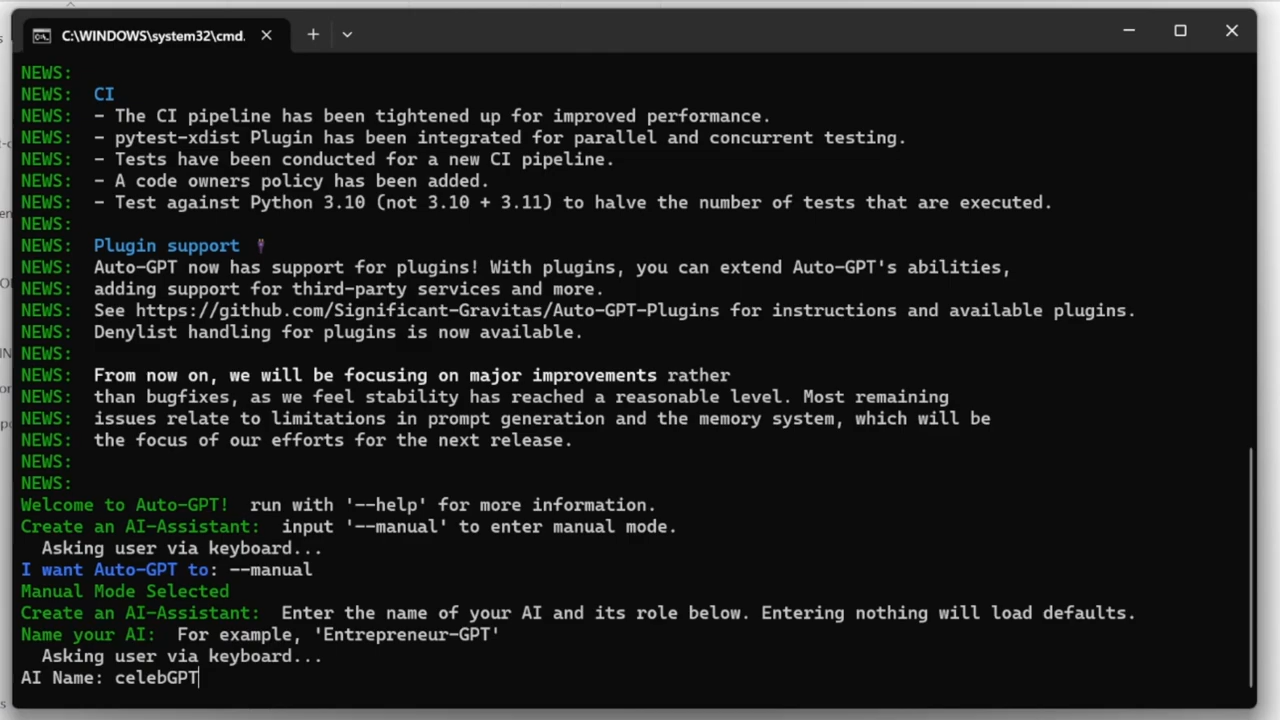 C:\WINDOWS\system32\cmd.
NEWS:
NEWS: CI
NEWS: - The CI pipeline has been tightened up for improved performance.
NEWS: - pytest-xdist Plugin has been integrated for parallel and concurrent testing.
NEWS: - Tests have been conducted for a new CI pipeline.
NEWS: - A code owners policy has been added.
NEWS: - Test against Python 3.10 (not 3.10 + 3.11) to halve the number of tests that are executed.
NEWS:
NEWS: Plugin support
NEWS: Auto-GPT now has support for plugins! With plugins, you can extend Auto-GPT's abilities,
NEWS: adding support for third-party services and more.
NEWS: See https://github.com/Significant-Gravitas/Auto-GPT-Plugins for instructions and available plugins.
NEWS: Denylist handling for plugins is now available.
NEWS:
NEWS: From now on, we will be focusing on major improvements rather
NEWS: than bugfixes, as we feel stability has reached a reasonable level. Most remaining
NEWS: issues relate to limitations in prompt generation and the memory system, which will be
NEWS: the focus of our efforts for the next release.
NEWS:
NEWS:
Welcome to Auto-GPT! run with '--help' for more information.
Create an AI-Assistant: input '--manual' to enter manual mode.
Asking user via keyboard...
I want Auto-GPT to: --manual
Manual Mode Selected
Create an AI-Assistant: Enter the name of your AI and its role below. Entering nothing will load defaults.
Name your AI: For example, 'Entrepreneur-GPT'
Asking user via keyboard...
AI Name: celebGPT